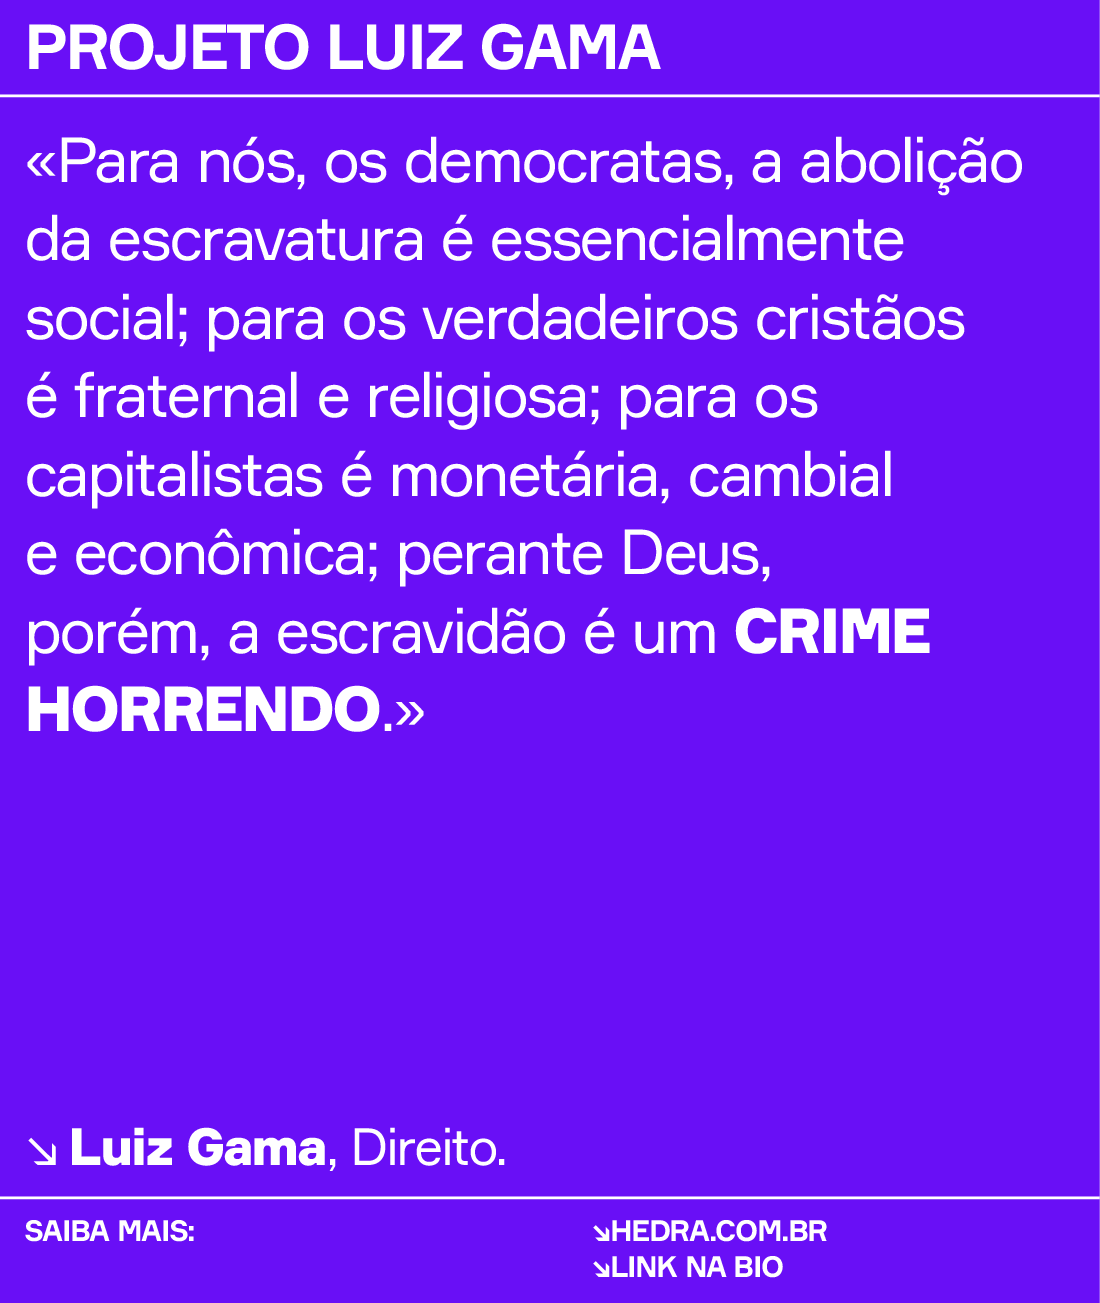 PROJETO LUIZ GAMA
«Para nós, os democratas, a abolição
da escravatura é essencialmente
social; para os verdadeiros cristãos
é fraternal e religiosa; para os
capitalistas é monetária, cambial
e econômica; perante Deus,
porém, a escravidão é um CRIME
HORRENDO.»
↘ Luiz Gama, Direito.
SAIBA MAIS:
↘HEDRA.COM.BR
↘LINK NA BIO